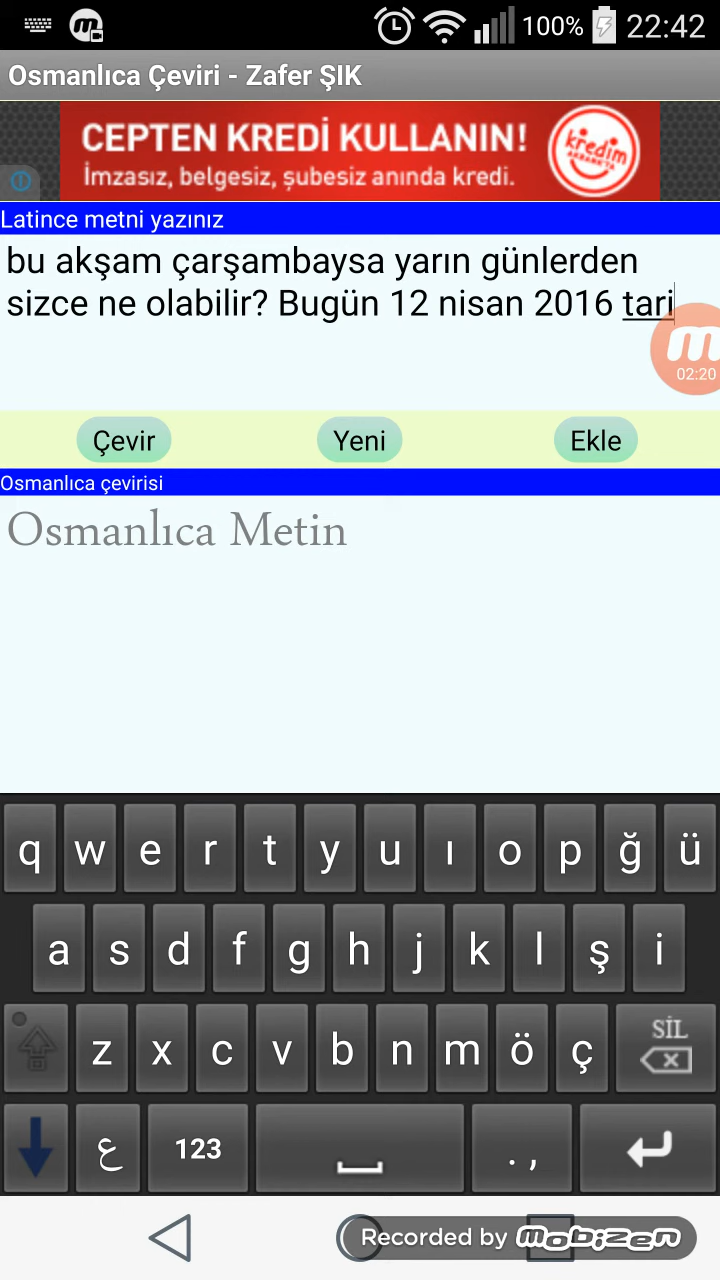 100% 22:42
Osmanlıca Çeviri - Zafer ŞIK
CEPTEN KREDİ KULLANIN!
İmzasız, belgesiz, şubesiz anında kredi.
kredim
Latince metni yazınız
bu akşam çarşambaysa yarın günlerden
sizce ne olabilir? Bugün 12 nisan 2016 tari
m
02:20
Çevir Yeni Ekle
Osmanlıca çevirisi
Osmanlıca Metin
q w e r t y u ı o p ğ ü
a s d f g h j k l ş i
z x c v b n m ö ç SİL
ع 123 . ,
Recorded by mobizen